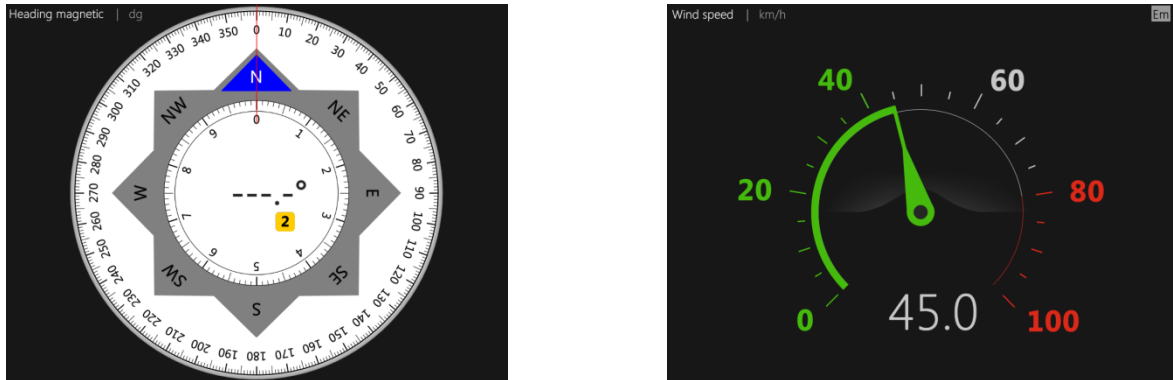 Heading magnetic | dg
0 10 20 30 40 50 60 70 80 90 100 110 120 130 140 150 160 170 180 190 200 210 220 230 240 250 260 270 280 290 300 310 320 330 340 350
N
NE
E
SE
S
SW
W
NW
0 1 2 3 4 5 6 7 8 9
---.-°
2
Wind speed | km/h
Em
0
20
40
60
80
100
45.0